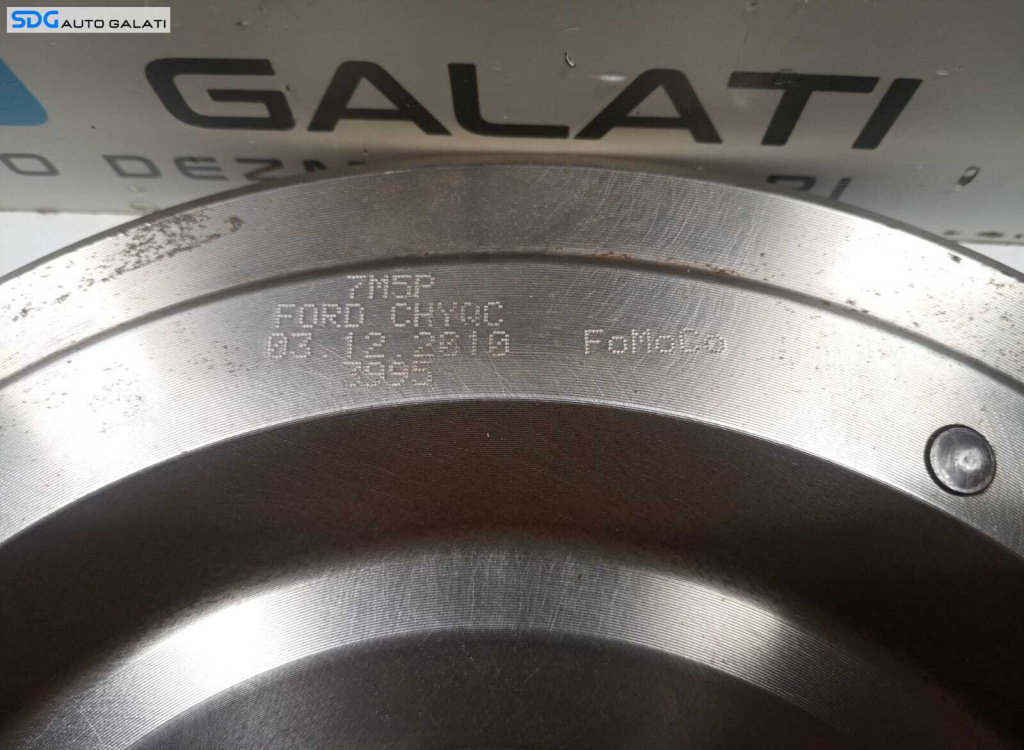 SDG AUTO GALATI
GALATI
7M5P
FORD CHYQC
03.12.2010
3995
FoMoCo